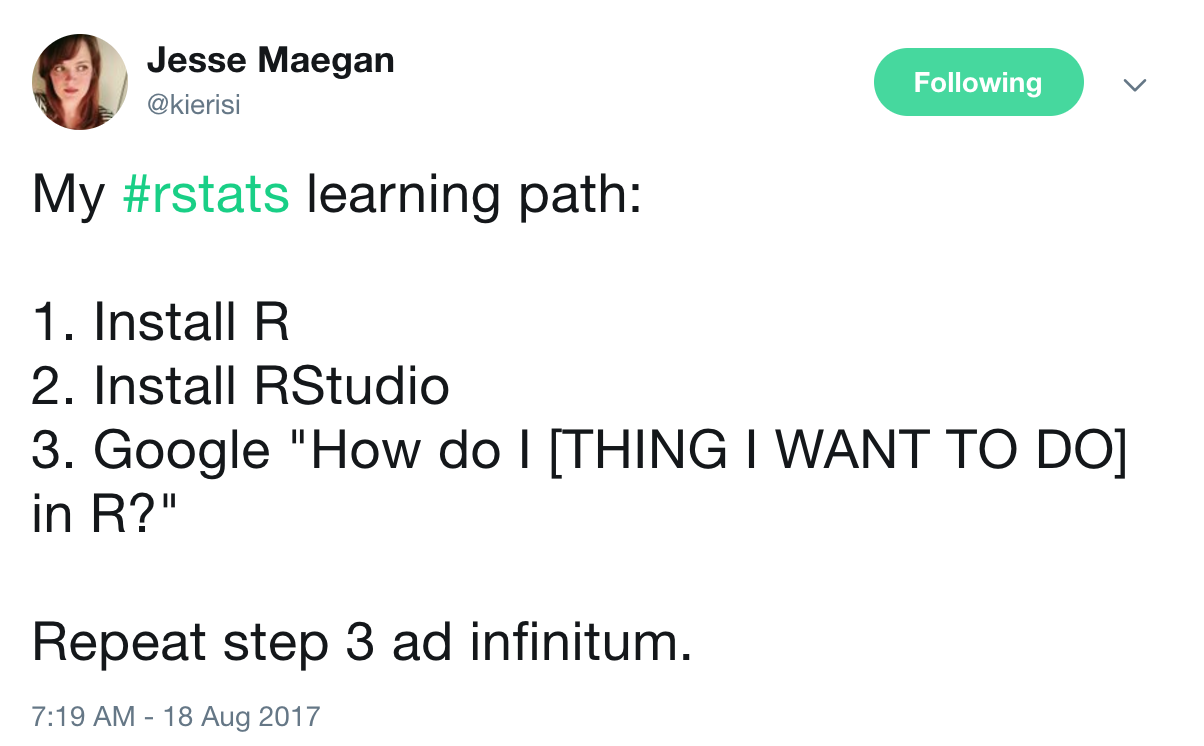 Jesse Maegan
@kierisi
Following
My #rstats learning path:
1. Install R
2. Install RStudio
3. Google "How do I [THING I WANT TO DO]
in R?"
Repeat step 3 ad infinitum.
7:19 AM - 18 Aug 2017